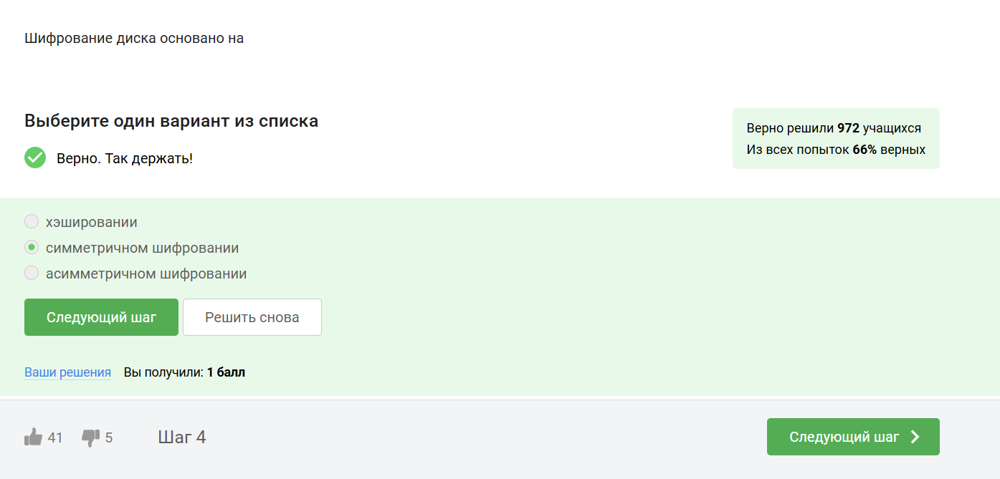 Шифрование диска основано на
Выберите один вариант из списка
Верно. Так держать!
Верно решили 972 учащихся
Из всех попыток 66% верных
хэшировании
симметричном шифровании
асимметричном шифровании
Следующий шаг
Решить снова
Ваши решения
Вы получили: 1 балл
41
5
Шаг 4
Следующий шаг